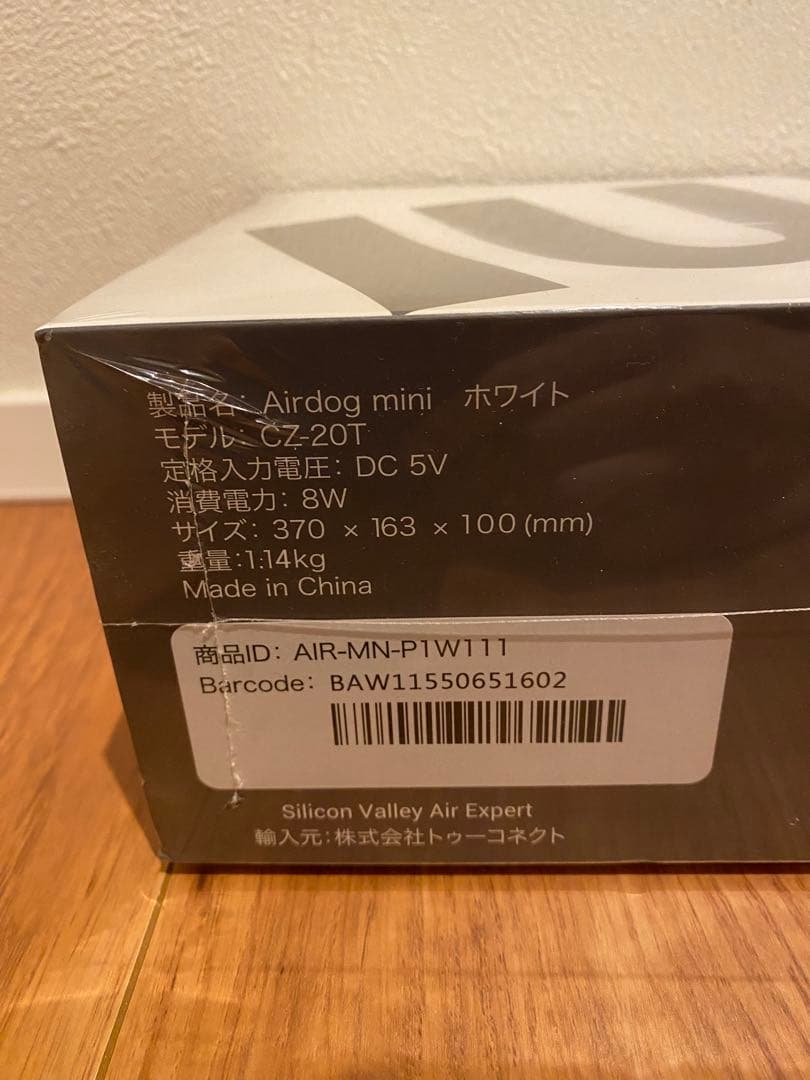 製品名: Airdog mini ホワイト
モデル: CZ-20T
定格入力電圧: DC 5V
消費電力: 8W
サイズ: 370 × 163 × 100 (mm)
重量:1.14kg
Made in China
商品ID: AIR-MN-P1W111
Barcode: BAW11550651602
Silicon Valley Air Expert
輸入元:株式会社トゥーコネクト